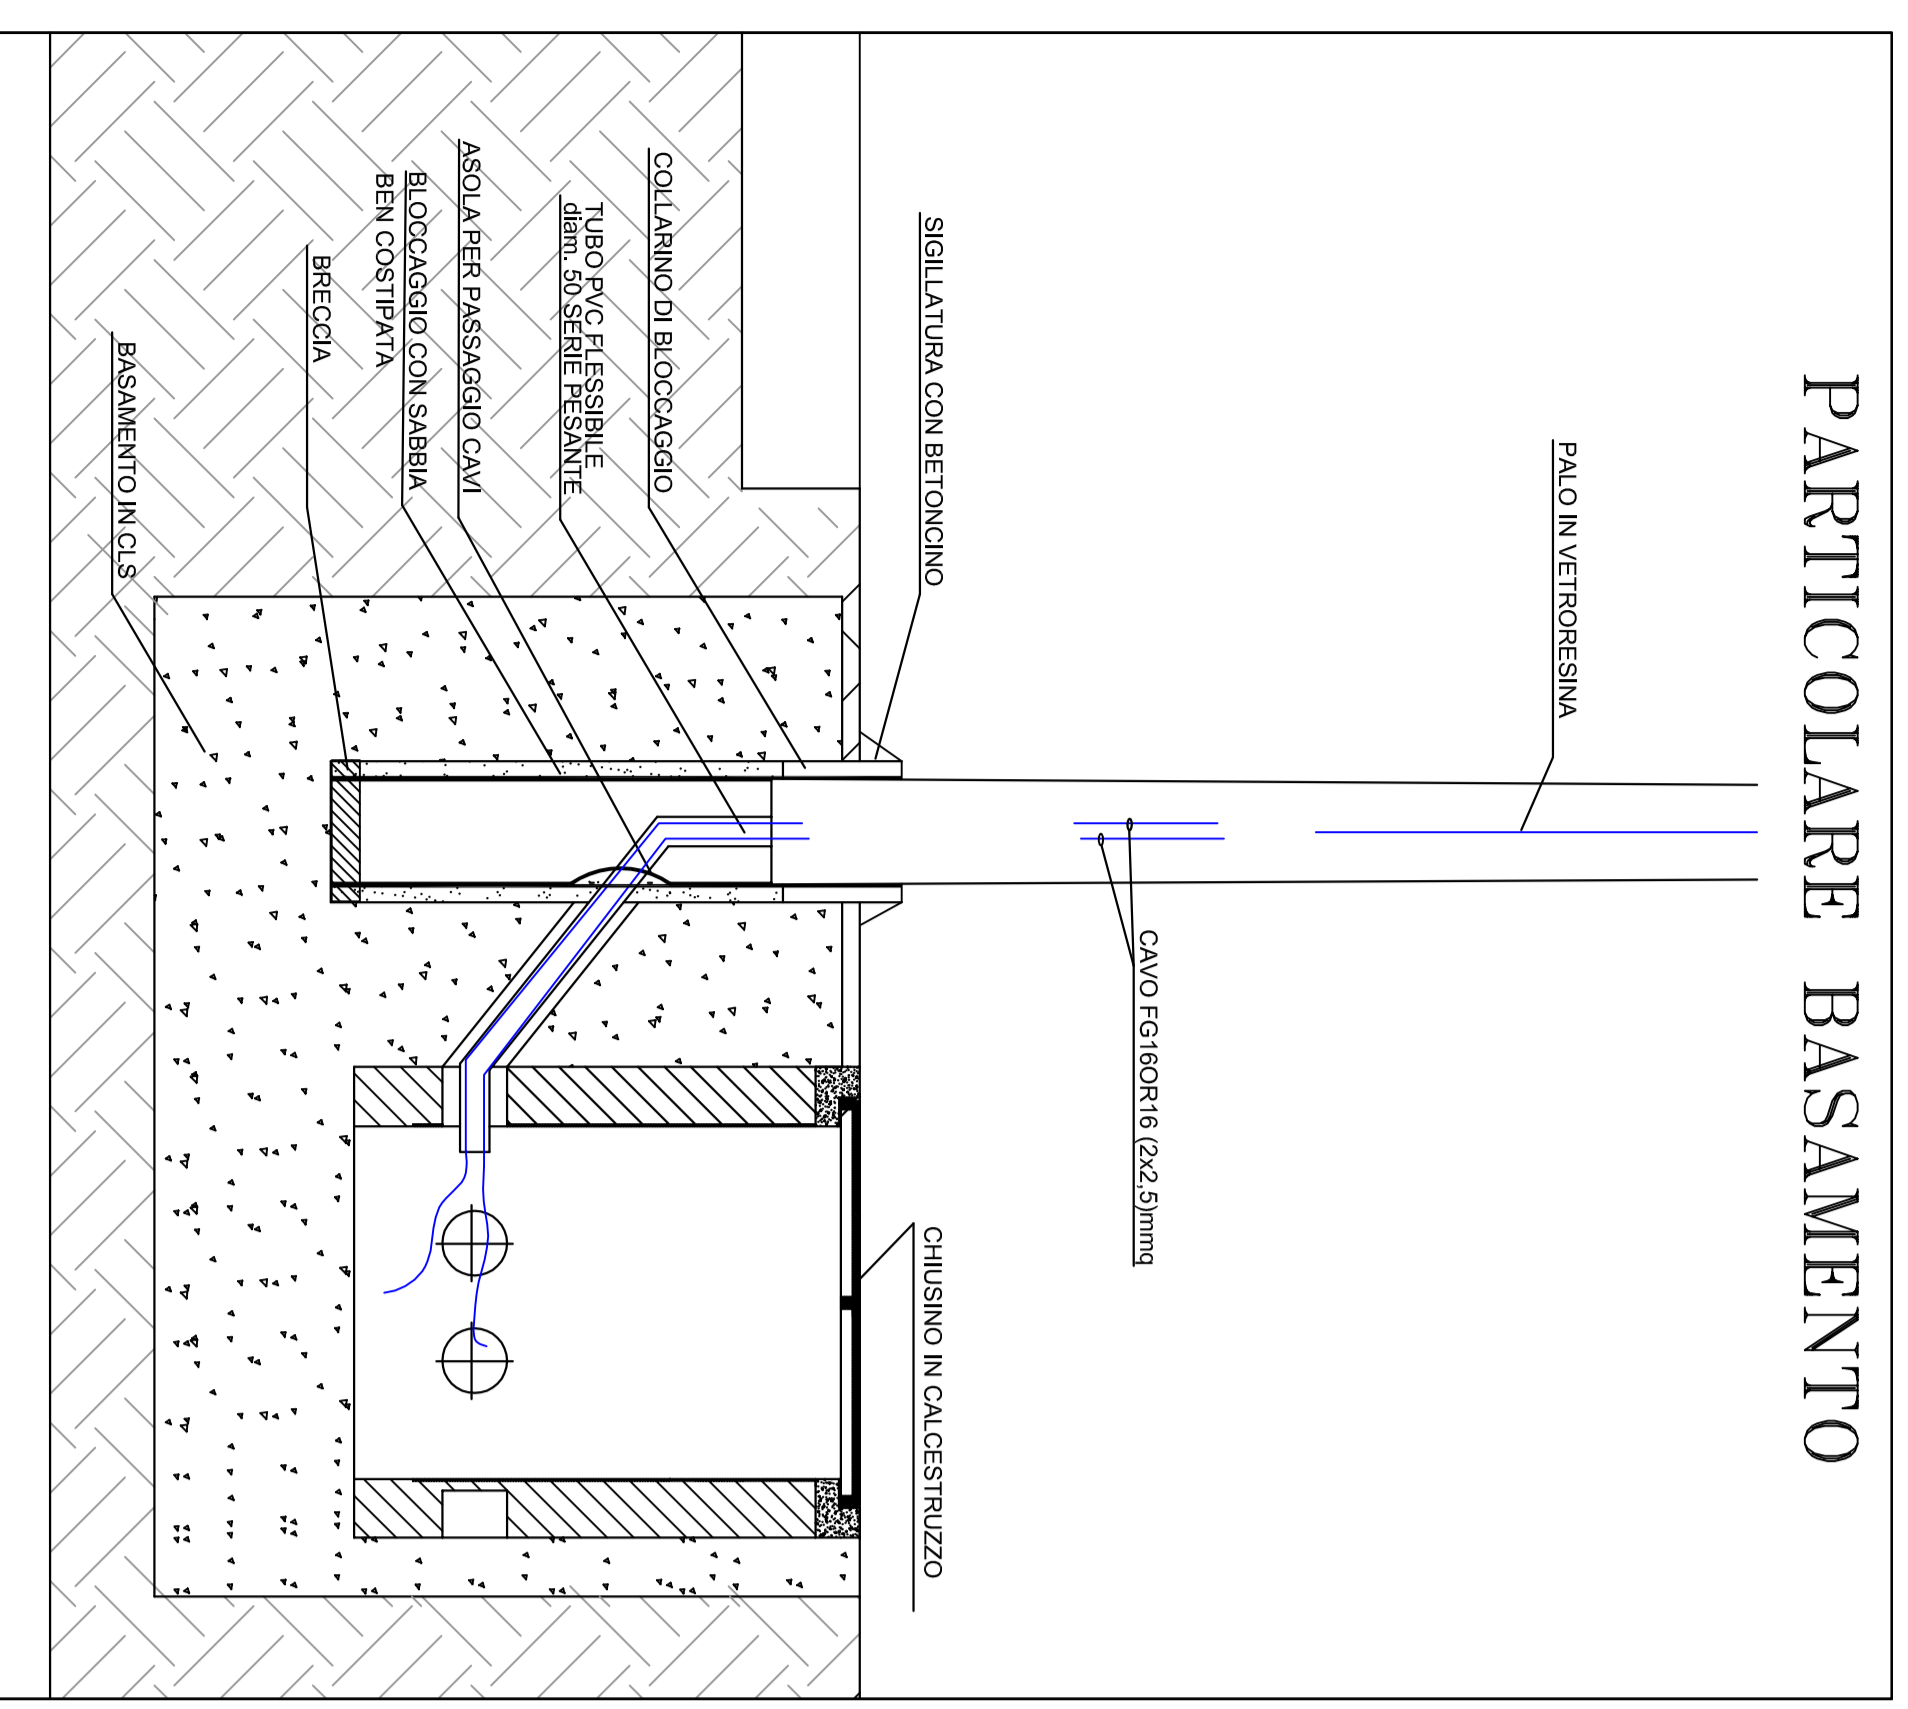 PARTICOLARE BASAMENTO
PALO IN VETRORESINA
CAVO FG16OR16 (2x2,5)mmq
SIGILLATURA CON BETONCINO
CHIUSINO IN CALCESTRUZZO
COLLARINO DI BLOCCAGGIO
TUBO PVC FLESSIBILE
diam. 50 SERIE PESANTE
ASOLA PER PASSAGGIO CAVI
BLOCCAGGIO CON SABBIA
BEN COSTIPATA
BRECCIA
BASAMENTO IN CLS